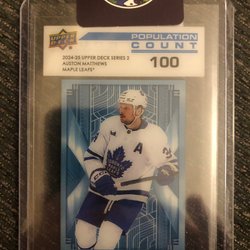 UPPER DECK
POPULATION
COUNT
2024-25 UPPER DECK SERIES 2
AUSTON MATTHEWS
MAPLE LEAFS®
100
A